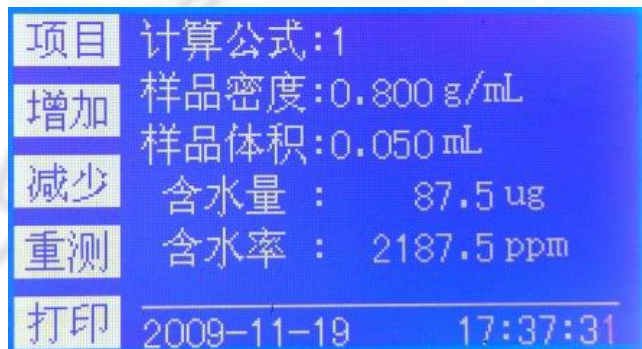 项目
增加
减少
重测
打印
计算公式:1
样品密度:0.800 g/mL
样品体积:0.050 mL
含水量 : 87.5 ug
含水率 : 2187.5 ppm
2009-11-19 17:37:31